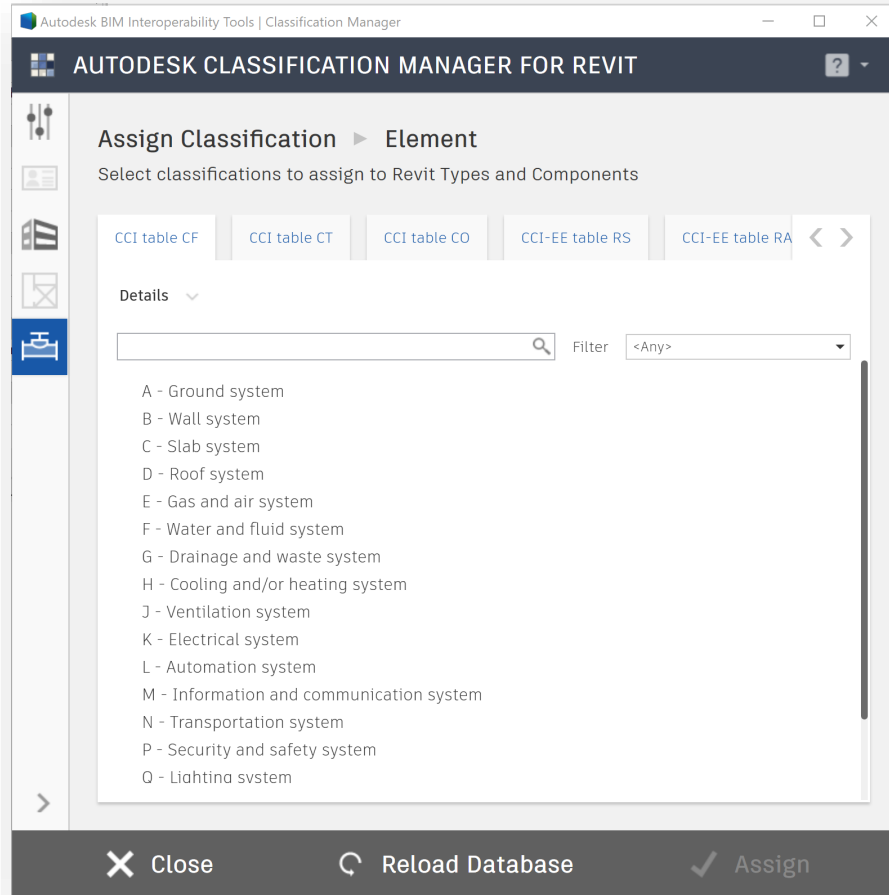 Autodesk BIM Interoperability Tools | Classification Manager
AUTODESK CLASSIFICATION MANAGER FOR REVIT
?
Assign Classification ► Element
Select classifications to assign to Revit Types and Components
CCI table CF
CCI table CT
CCI table CO
CCI-EE table RS
CCI-EE table RA
Details
Filter
<Any>
A - Ground system
B - Wall system
C - Slab system
D - Roof system
E - Gas and air system
F - Water and fluid system
G - Drainage and waste system
H - Cooling and/or heating system
J - Ventilation system
K - Electrical system
L - Automation system
M - Information and communication system
N - Transportation system
P - Security and safety system
Q - Lighting system
Close
Reload Database
Assign